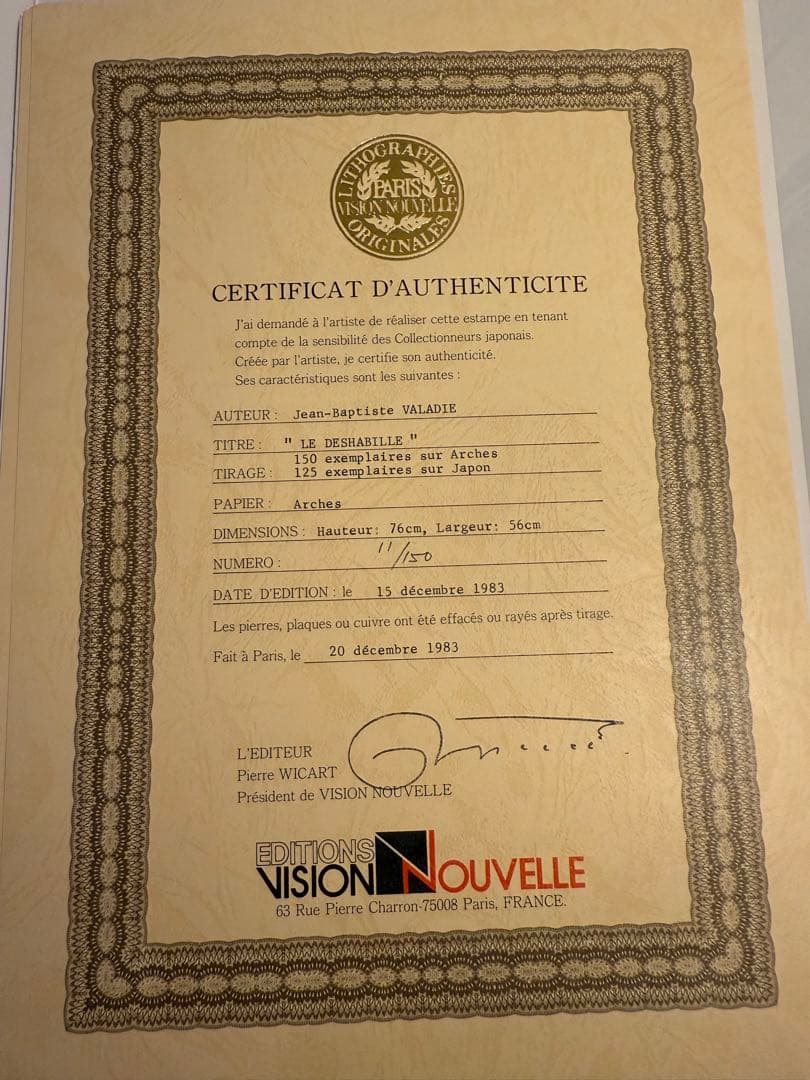 LITHOGRAPHIES
PARIS
VISION NOUVELLE
ORIGINALES
CERTIFICAT D'AUTHENTICITE
J'ai demandé à l'artiste de réaliser cette estampe en tenant
compte de la sensibilité des Collectionneurs japonais.
Créée par l'artiste, je certifie son authenticité.
Ses caractéristiques sont les suivantes :
AUTEUR : Jean-Baptiste VALADIE
TITRE : " LE DESHABILLE "
150 exemplaires sur Arches
TIRAGE : 125 exemplaires sur Japon
PAPIER : Arches
DIMENSIONS : Hauteur: 76cm, Largeur: 56cm
NUMERO : 11/150
DATE D'EDITION : le 15 décembre 1983
Les pierres, plaques ou cuivre ont été effacés ou rayés après tirage.
Fait à Paris, le 20 décembre 1983
L'EDITEUR
Pierre WICART
Président de VISION NOUVELLE
EDITIONS
VISION NOUVELLE
63 Rue Pierre Charron-75008 Paris, FRANCE.